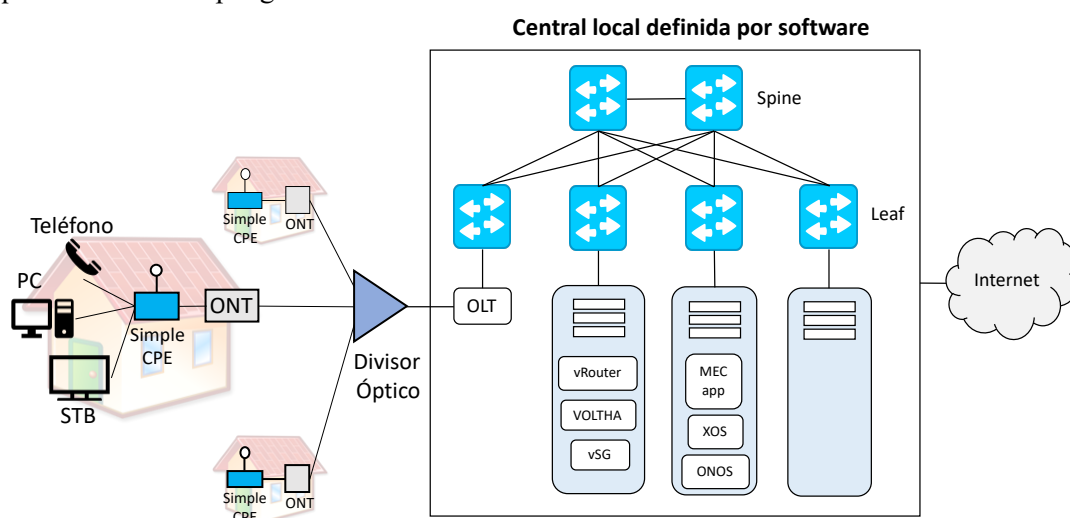 Central local definida por software
Spine
Leaf
Simple
CPE
ONT
Teléfono
PC
STB
Simple
CPE
ONT
Simple
CPE
ONT
Divisor
Óptico
OLT
vRouter
VOLTHA
vSG
MEC
app
XOS
ONOS
Internet